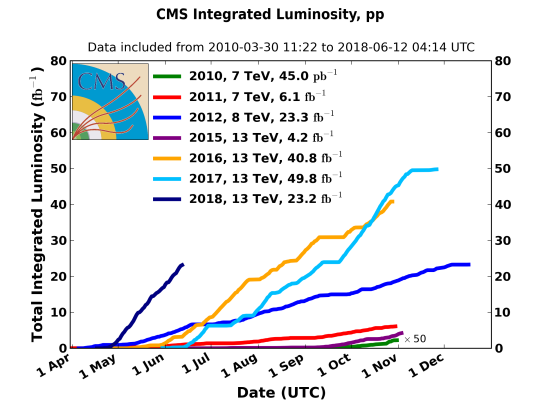 CMS Integrated Luminosity, pp
Data included from 2010-03-30 11:22 to 2018-06-12 04:14 UTC
CMS
2010, 7 TeV, 45.0 pb⁻¹
2011, 7 TeV, 6.1 fb⁻¹
2012, 8 TeV, 23.3 fb⁻¹
2015, 13 TeV, 4.2 fb⁻¹
2016, 13 TeV, 40.8 fb⁻¹
2017, 13 TeV, 49.8 fb⁻¹
2018, 13 TeV, 23.2 fb⁻¹
Total Integrated Luminosity (fb⁻¹)
80
70
60
50
40
30
20
10
0
80
70
60
50
40
30
20
10
0
× 50
1 Apr
1 May
1 Jun
1 Jul
1 Aug
1 Sep
1 Oct
1 Nov
1 Dec
Date (UTC)